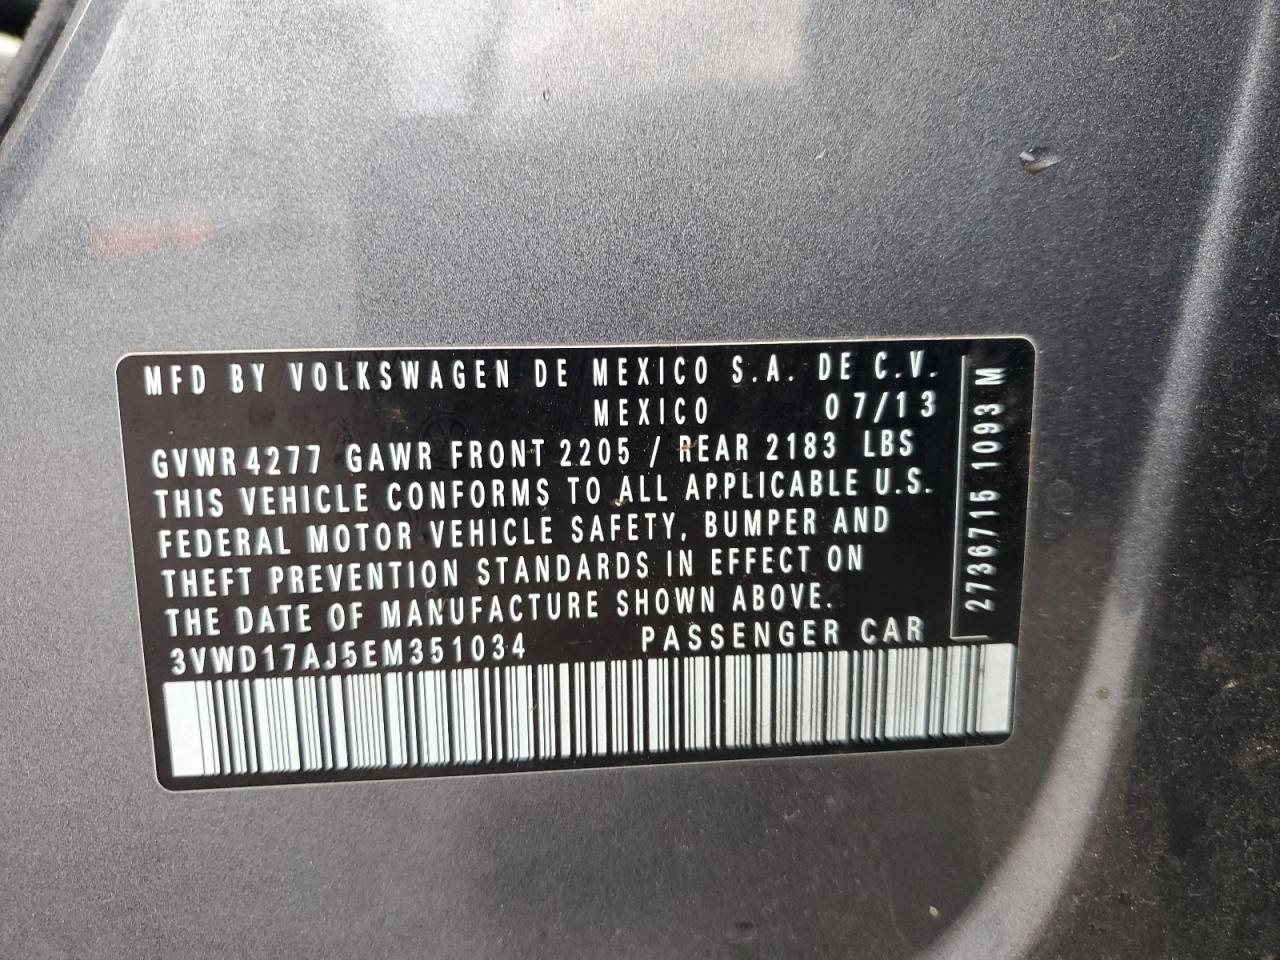 MFD BY VOLKSWAGEN DE MEXICO S.A. DE C.V.
MEXICO 07/13
GVWR 4277 GAWR FRONT 2205 / REAR 2183 LBS
THIS VEHICLE CONFORMS TO ALL APPLICABLE U.S.
FEDERAL MOTOR VEHICLE SAFETY, BUMPER AND
THEFT PREVENTION STANDARDS IN EFFECT ON
THE DATE OF MANUFACTURE SHOWN ABOVE.
3VWD17AJ5EM351034 PASSENGER CAR
2736715 1093 M